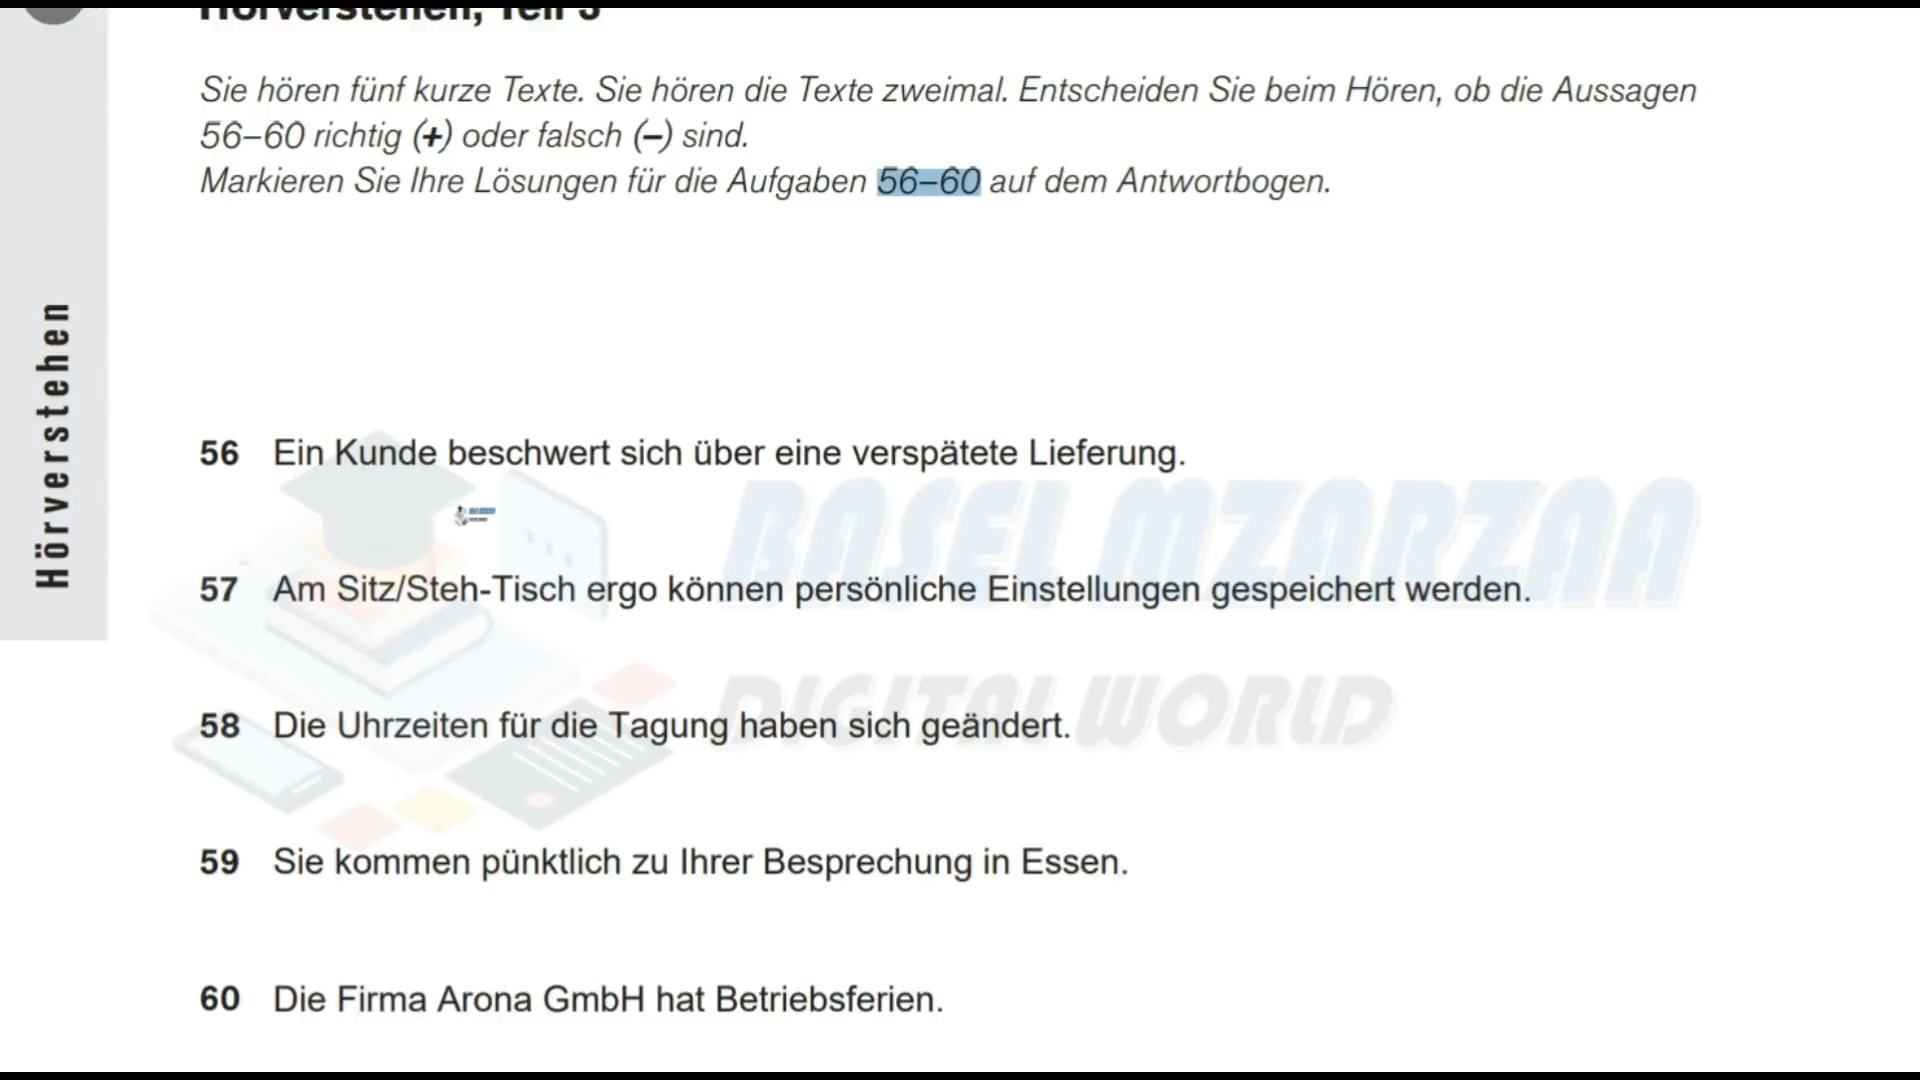 Hörverstehen, Teil 3
Sie hören fünf kurze Texte. Sie hören die Texte zweimal. Entscheiden Sie beim Hören, ob die Aussagen
56–60 richtig (+) oder falsch (–) sind.
Markieren Sie Ihre Lösungen für die Aufgaben 56–60 auf dem Antwortbogen.
Hörverstehen
56 Ein Kunde beschwert sich über eine verspätete Lieferung.
57 Am Sitz/Steh-Tisch ergo können persönliche Einstellungen gespeichert werden.
58 Die Uhrzeiten für die Tagung haben sich geändert.
59 Sie kommen pünktlich zu Ihrer Besprechung in Essen.
60 Die Firma Arona GmbH hat Betriebsferien.
BASEL MZARZAA
DIGITAL WORLD